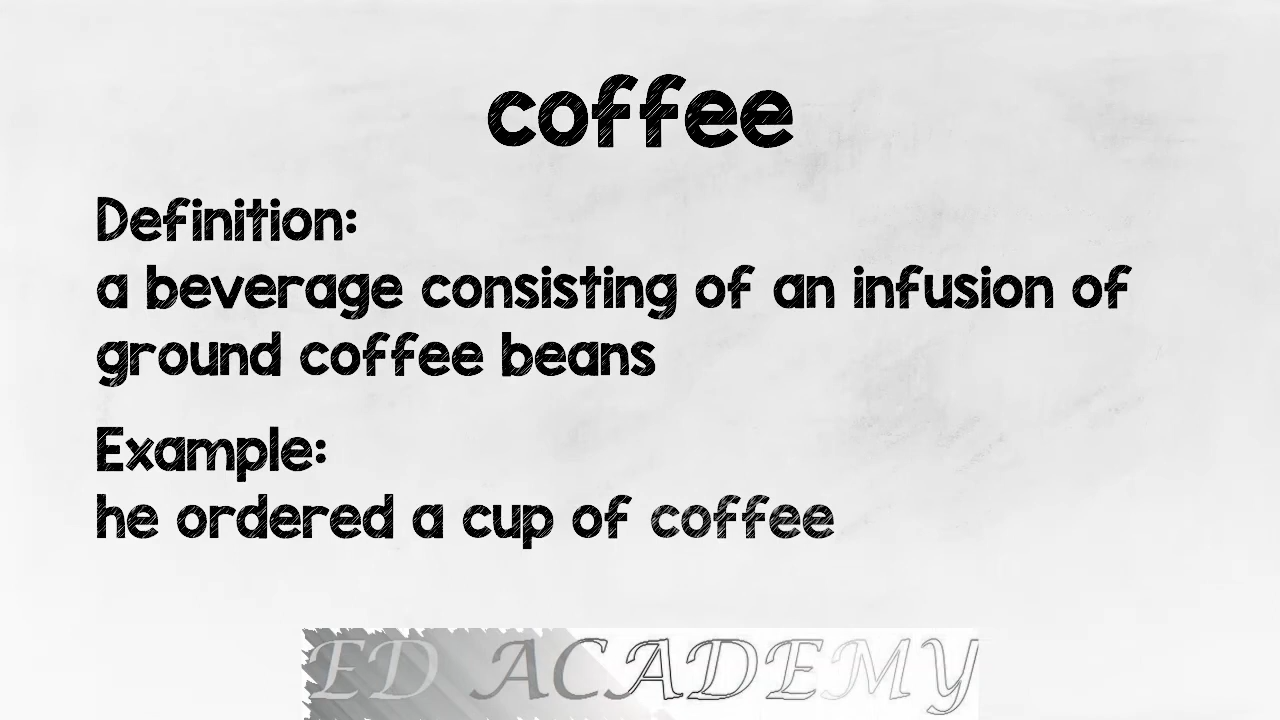 coffee
Definition:
a beverage consisting of an infusion of
ground coffee beans
Example:
he ordered a cup of coffee
ED ACADEMY